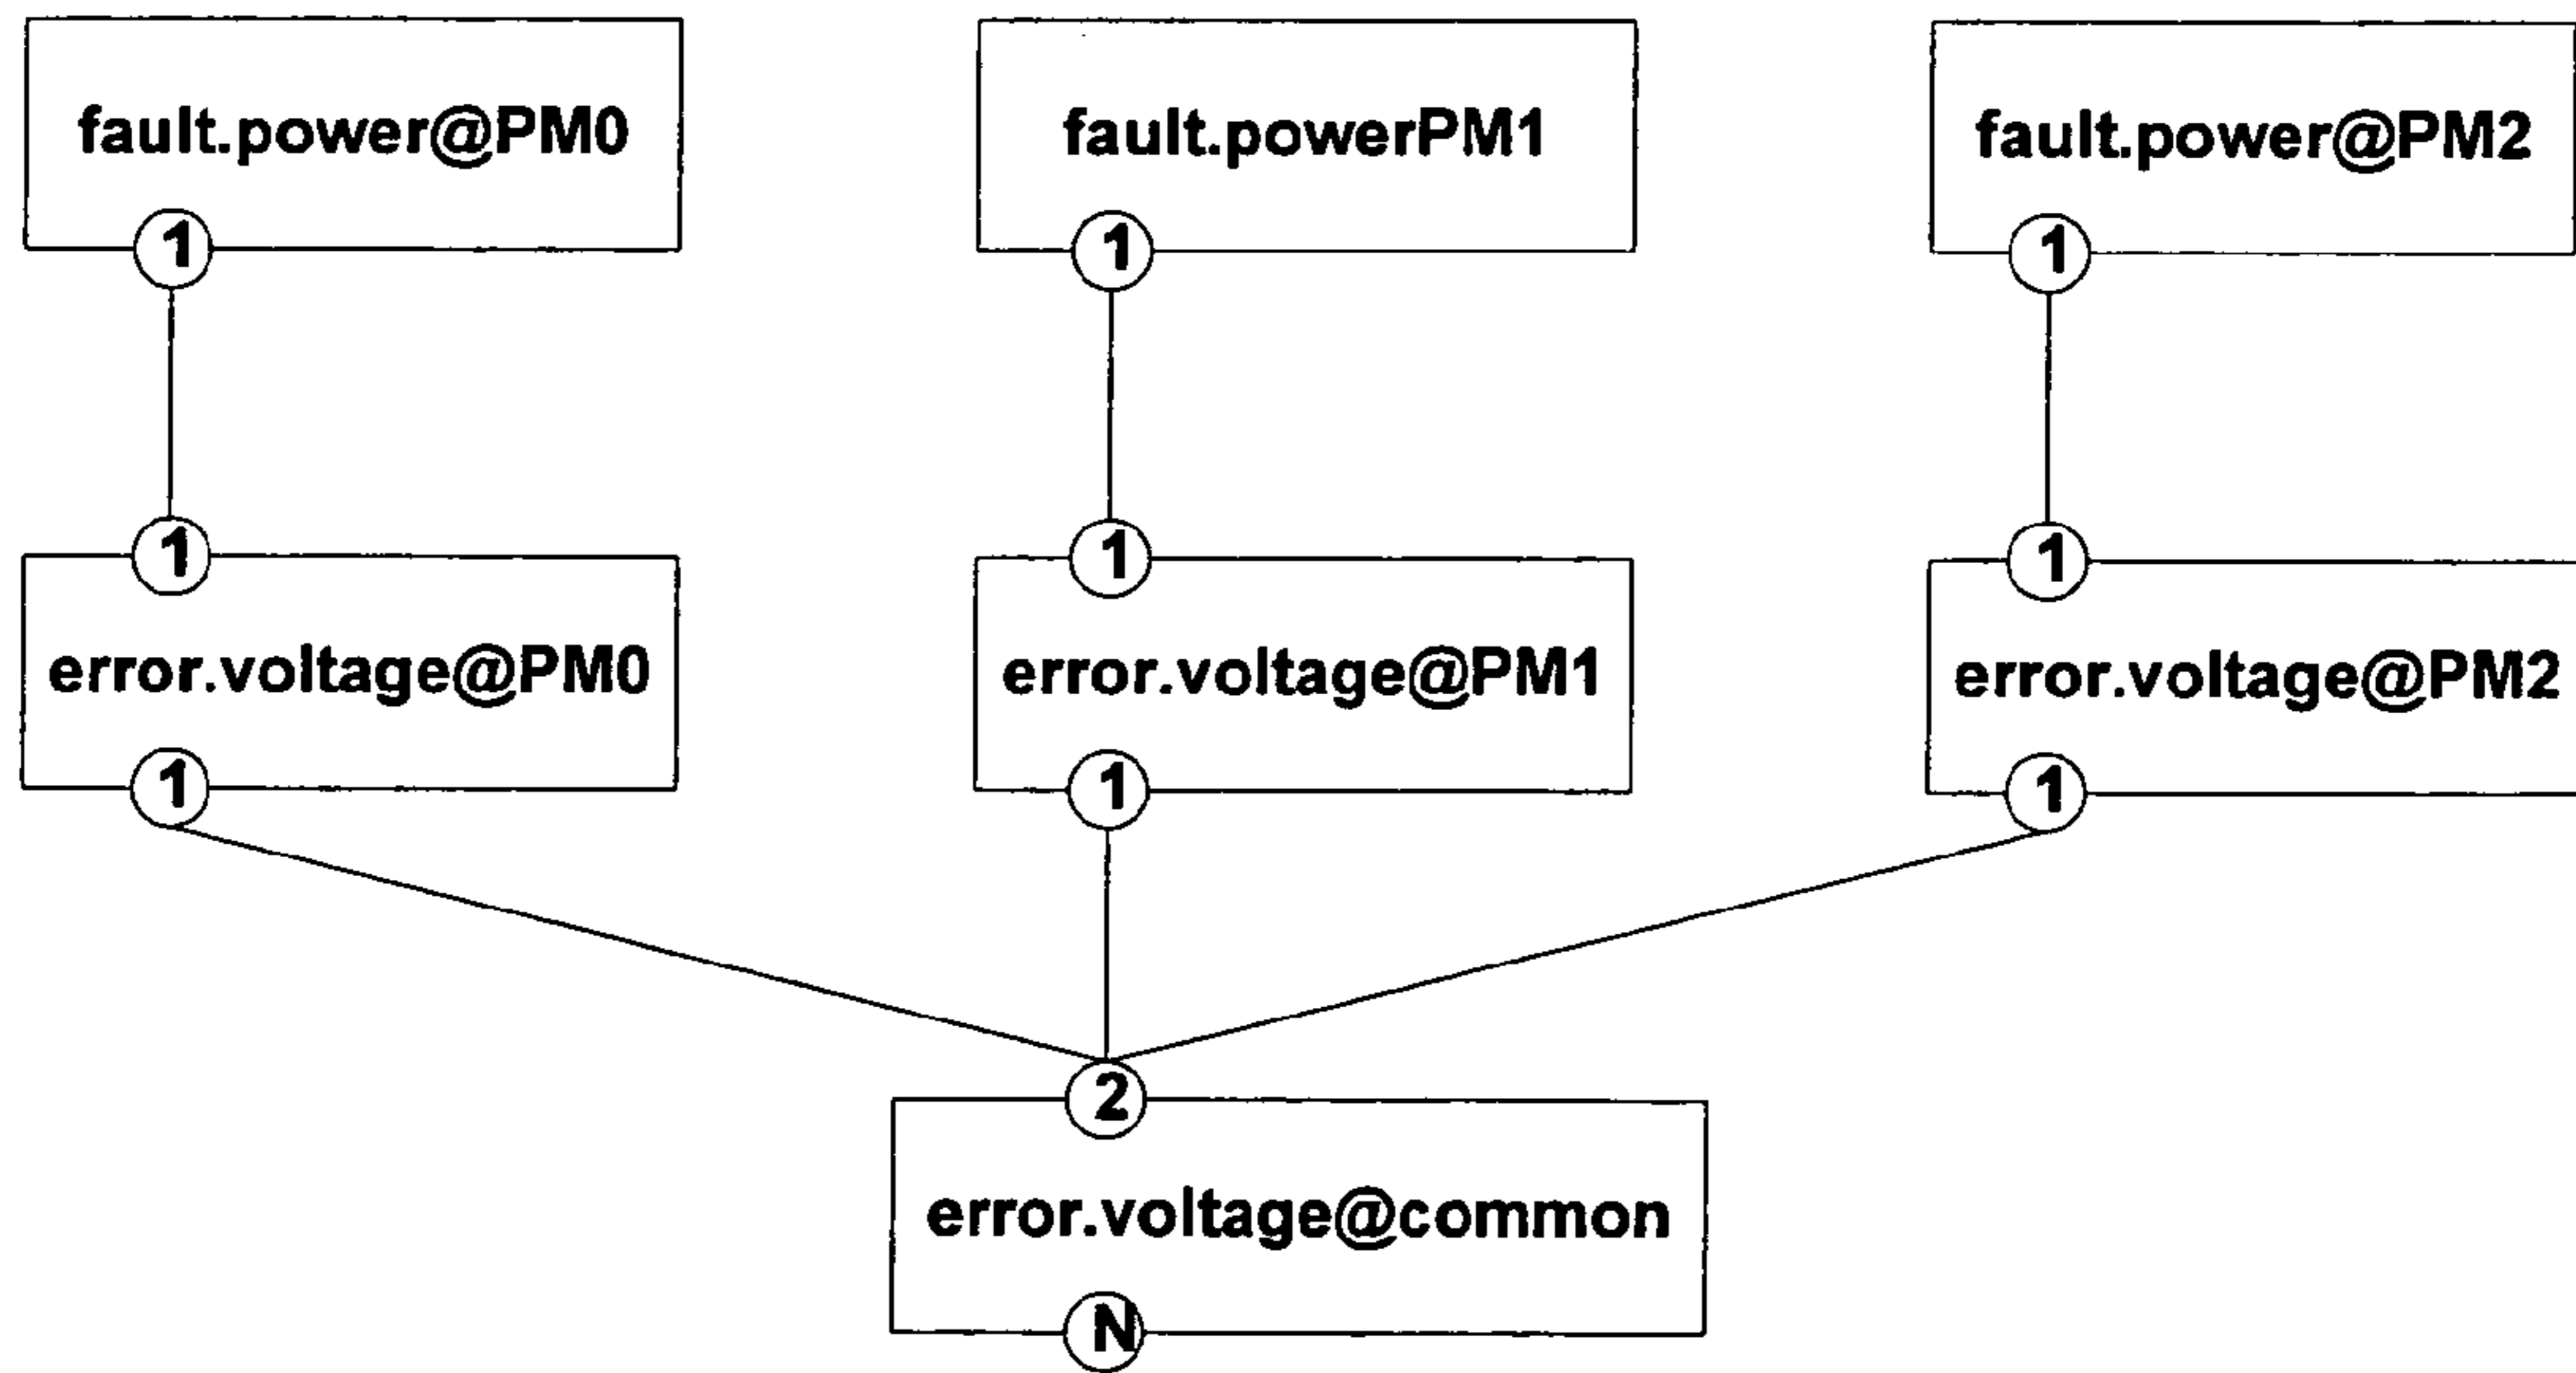 fault.power@PM0
fault.powerPM1
fault.power@PM2
1
1
1
1
1
1
error.voltage@PM0
error.voltage@PM1
error.voltage@PM2
1
1
1
2
error.voltage@common
N